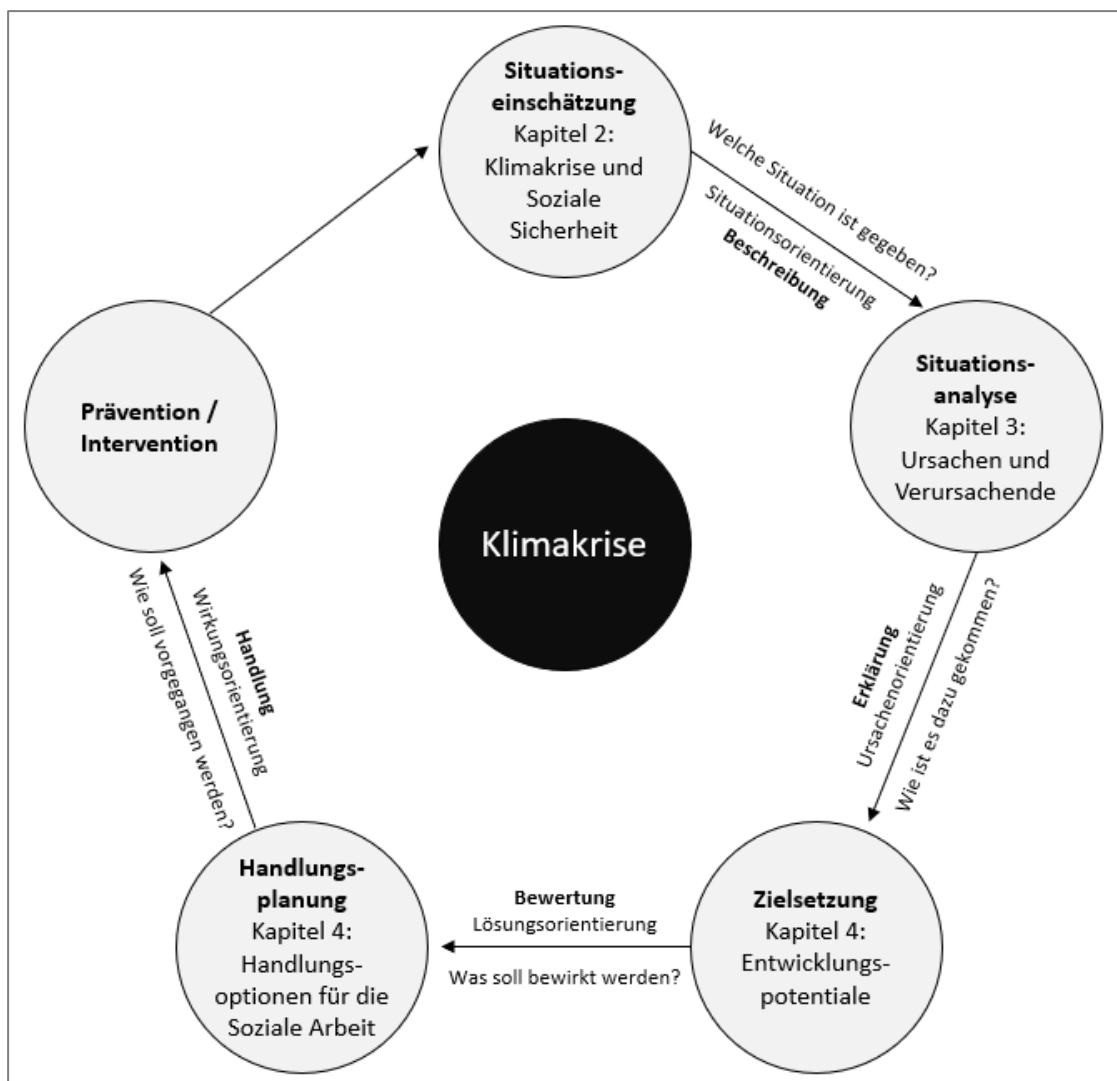 Situations-
einschätzung
Kapitel 2:
Klimakrise und
Soziale
Sicherheit
Welche Situation ist gegeben?
Situationsorientierung
Beschreibung
Situations-
analyse
Kapitel 3:
Ursachen und
Verursachende
Erklärung
Ursachenorientierung
Wie ist es dazu gekommen?
Zielsetzung
Kapitel 4:
Entwicklungs-
potentiale
Bewertung
Lösungsorientierung
Was soll bewirkt werden?
Handlungs-
planung
Kapitel 4:
Handlungs-
optionen für die
Soziale Arbeit
Handlung
Wirkungsorientierung
Wie soll vorgegangen werden?
Prävention /
Intervention
Klimakrise